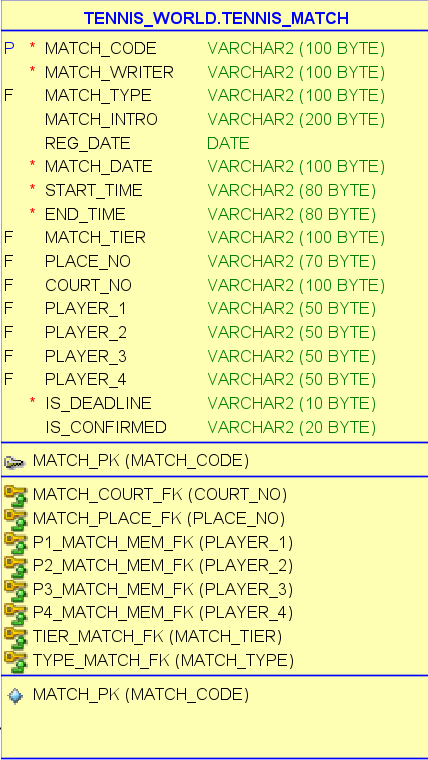 TENNIS_WORLD.TENNIS_MATCH
P * MATCH_CODE VARCHAR2 (100 BYTE)
* MATCH_WRITER VARCHAR2 (100 BYTE)
F MATCH_TYPE VARCHAR2 (100 BYTE)
MATCH_INTRO VARCHAR2 (200 BYTE)
REG_DATE DATE
* MATCH_DATE VARCHAR2 (100 BYTE)
* START_TIME VARCHAR2 (80 BYTE)
* END_TIME VARCHAR2 (80 BYTE)
F MATCH_TIER VARCHAR2 (100 BYTE)
F PLACE_NO VARCHAR2 (70 BYTE)
F COURT_NO VARCHAR2 (100 BYTE)
F PLAYER_1 VARCHAR2 (50 BYTE)
F PLAYER_2 VARCHAR2 (50 BYTE)
F PLAYER_3 VARCHAR2 (50 BYTE)
F PLAYER_4 VARCHAR2 (50 BYTE)
* IS_DEADLINE VARCHAR2 (10 BYTE)
IS_CONFIRMED VARCHAR2 (20 BYTE)
MATCH_PK (MATCH_CODE)
MATCH_COURT_FK (COURT_NO)
MATCH_PLACE_FK (PLACE_NO)
P1_MATCH_MEM_FK (PLAYER_1)
P2_MATCH_MEM_FK (PLAYER_2)
P3_MATCH_MEM_FK (PLAYER_3)
P4_MATCH_MEM_FK (PLAYER_4)
TIER_MATCH_FK (MATCH_TIER)
TYPE_MATCH_FK (MATCH_TYPE)
MATCH_PK (MATCH_CODE)